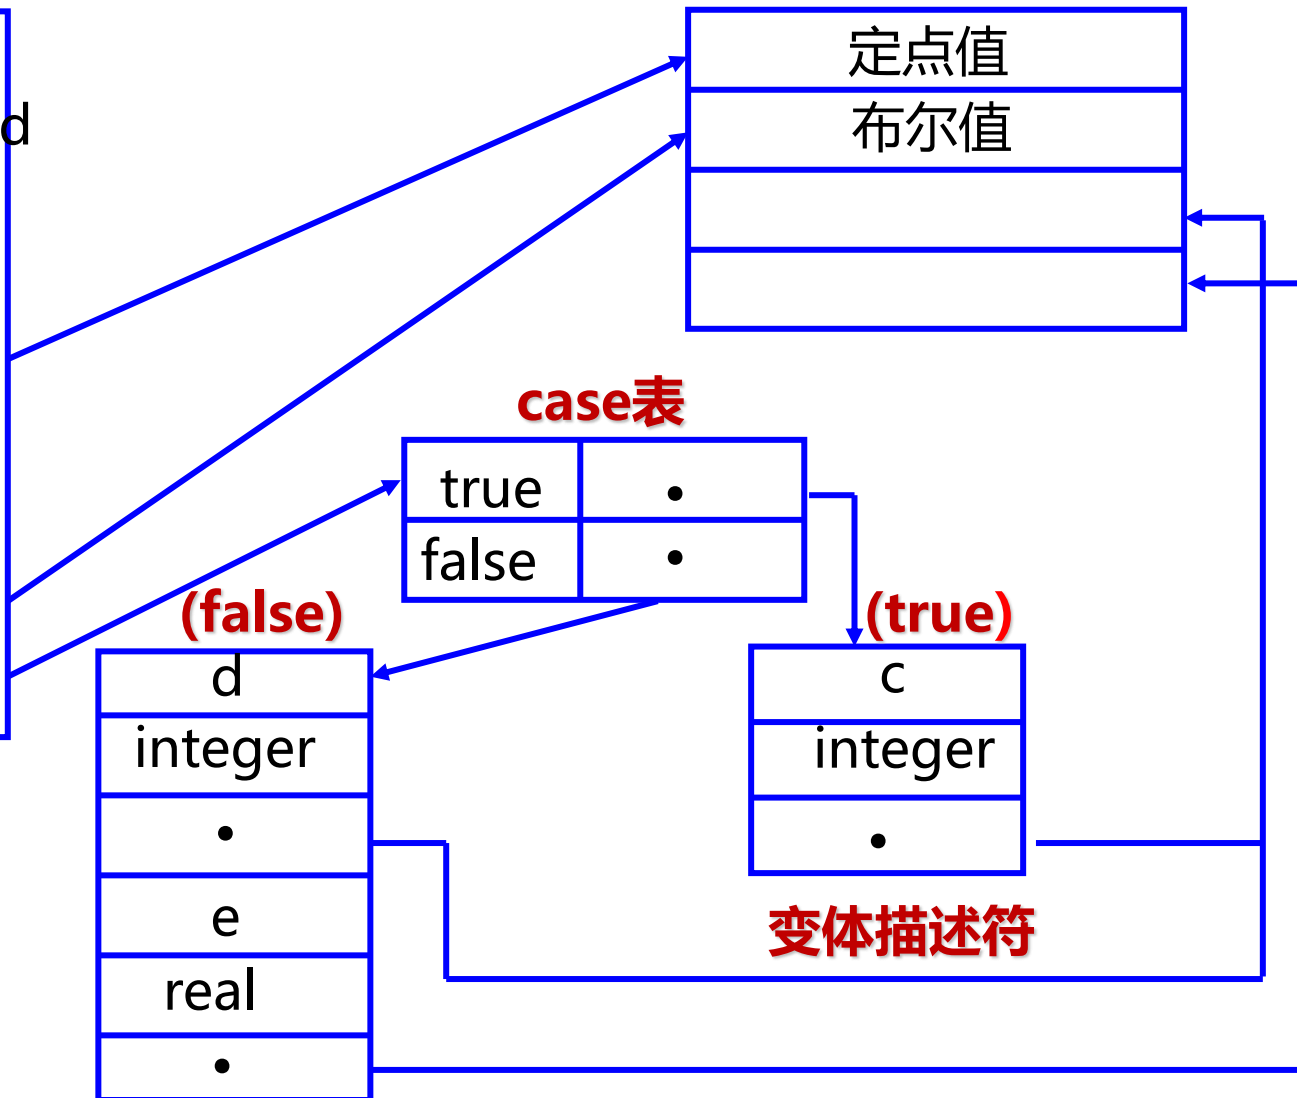 定点值
d
布尔值
case表
true •
false •
(false)
(true)
d
c
integer
integer
•
•
e
变体描述符
real
•